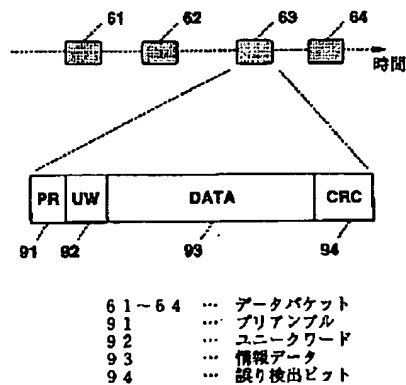 61 62 63 64
時間
PR UW DATA CRC
91 92 93 94
61～64 … データパケット
91 … プリアンブル
92 … ユニークワード
93 … 情報データ
94 … 誤り検出ビット